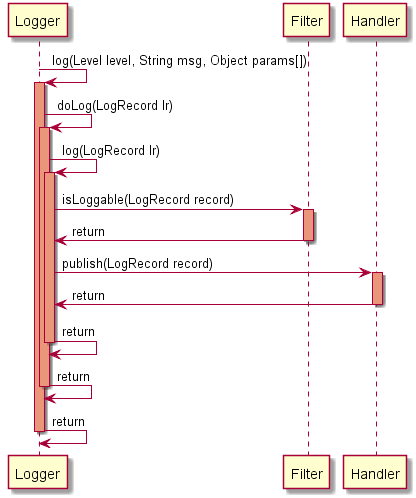 Logger Filter Handler
log(Level level, String msg, Object params[])
doLog(LogRecord lr)
log(LogRecord lr)
isLoggable(LogRecord record)
return
publish(LogRecord record)
return
return
return
return
Logger Filter Handler